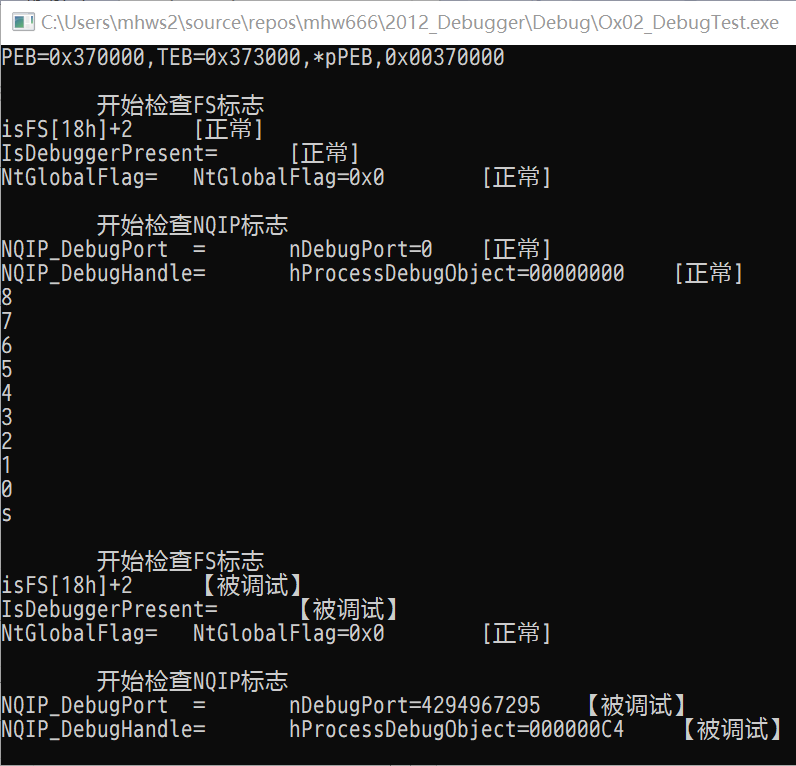 C:\Users\mhws2\source\repos\mhw666\2012_Debugger\Debug\Ox02_DebugTest.exe
PEB=0x370000,TEB=0x373000,*pPEB,0x00370000
开始检查FS标志
isFS[18h]+2 [正常]
IsDebuggerPresent= [正常]
NtGlobalFlag= NtGlobalFlag=0x0 [正常]
开始检查NQIP标志
NQIP_DebugPort = nDebugPort=0 [正常]
NQIP_DebugHandle= hProcessDebugObject=00000000 [正常]
8
7
6
5
4
3
2
1
0
s
开始检查FS标志
isFS[18h]+2 【被调试】
IsDebuggerPresent= 【被调试】
NtGlobalFlag= NtGlobalFlag=0x0 [正常]
开始检查NQIP标志
NQIP_DebugPort = nDebugPort=4294967295 【被调试】
NQIP_DebugHandle= hProcessDebugObject=000000C4 【被调试】